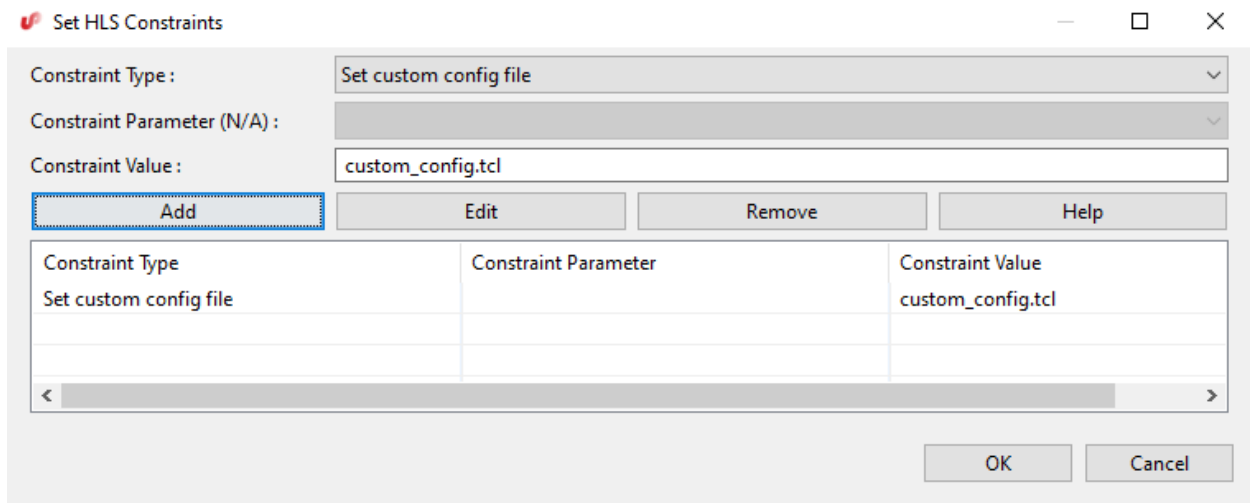 Set HLS Constraints
Constraint Type :
Set custom config file
Constraint Parameter (N/A) :
Constraint Value :
custom_config.tcl
Add Edit Remove Help
Constraint Type Constraint Parameter Constraint Value
Set custom config file custom_config.tcl
OK Cancel